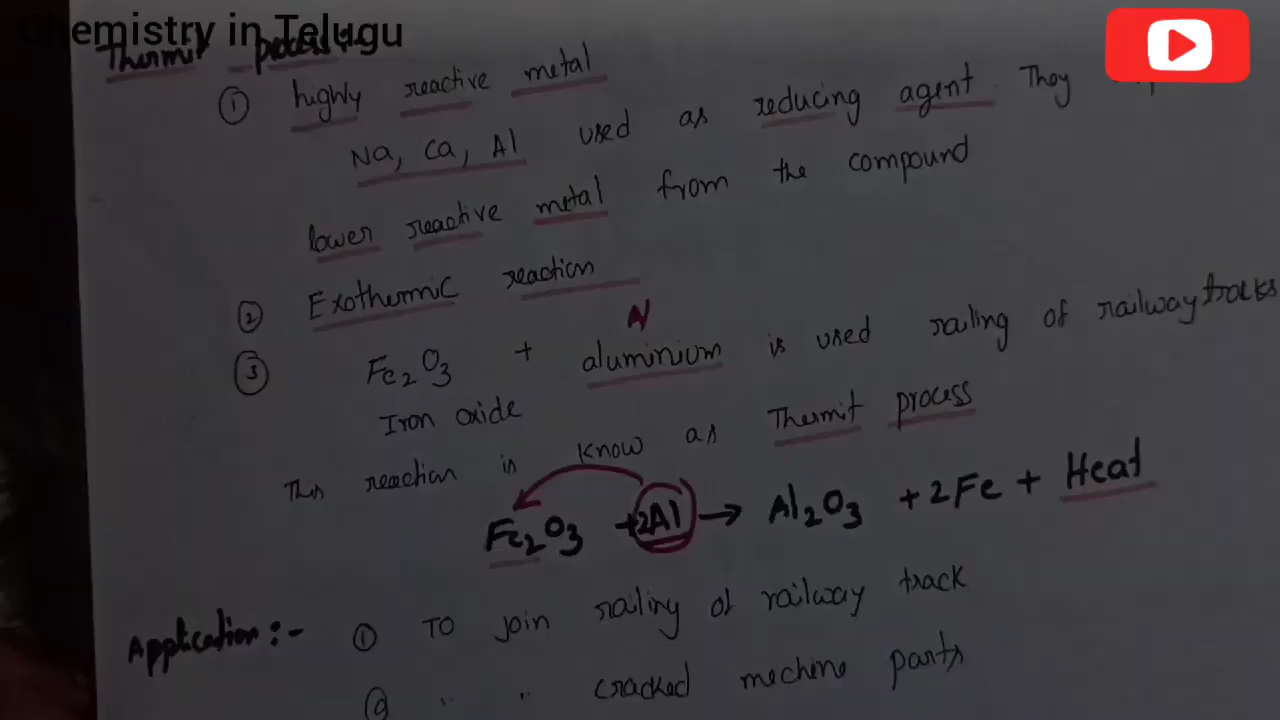 Chemistry in Telugu
Thermit process:-
① highly reactive metal
Na, Ca, Al used as reducing agent They
lower reactive metal from the compound
② Exothermic reaction
Al
③ Fe2O3 + aluminium is used railing of railway tracks
Iron oxide
This reaction is know as Thermit process
Fe2O3 + 2Al → Al2O3 + 2Fe + Heat
Application:- ① TO join railing of railway track
② " " cracked mechine parts